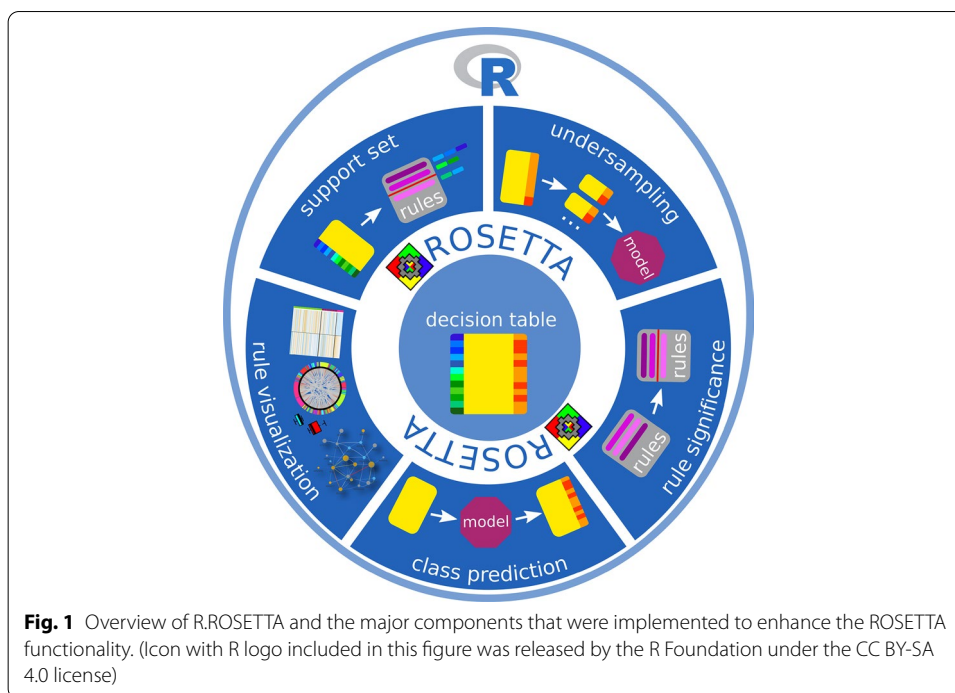 R
support set
rules
undersampling
...
model
ROSETTA
decision table
ROSETTA
rule visualization
rules
rules
rule significance
model
class prediction
Fig. 1 Overview of R.ROSETTA and the major components that were implemented to enhance the ROSETTA
functionality. (Icon with R logo included in this figure was released by the R Foundation under the CC BY-SA
4.0 license)